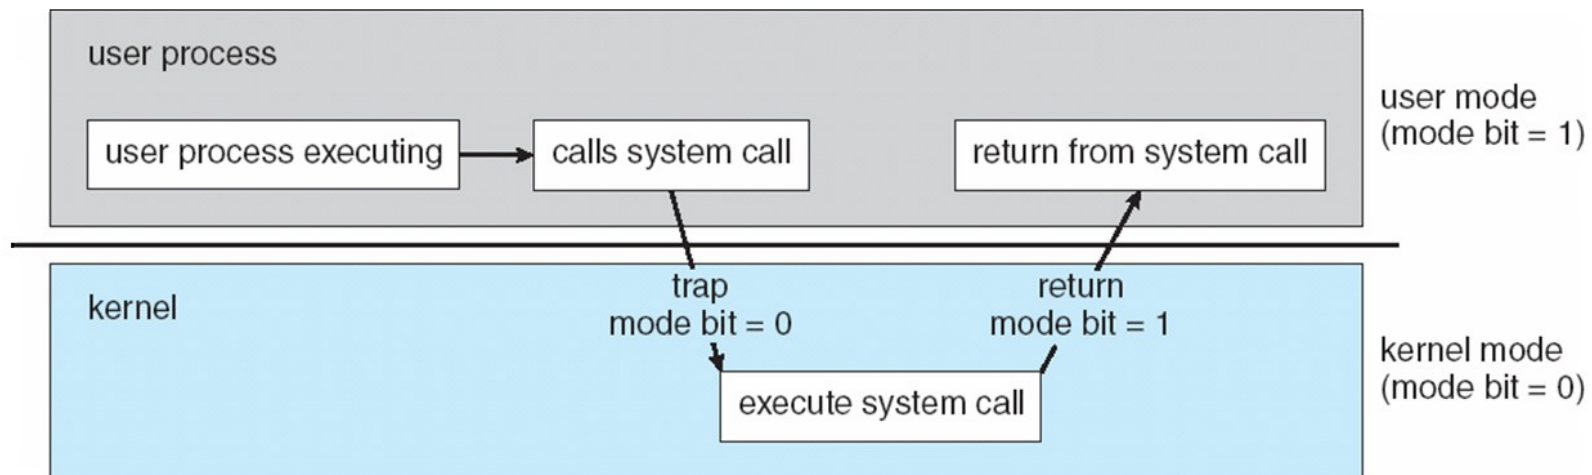 user process
user process executing
calls system call
return from system call
user mode
(mode bit = 1)
kernel
trap
mode bit = 0
return
mode bit = 1
execute system call
kernel mode
(mode bit = 0)